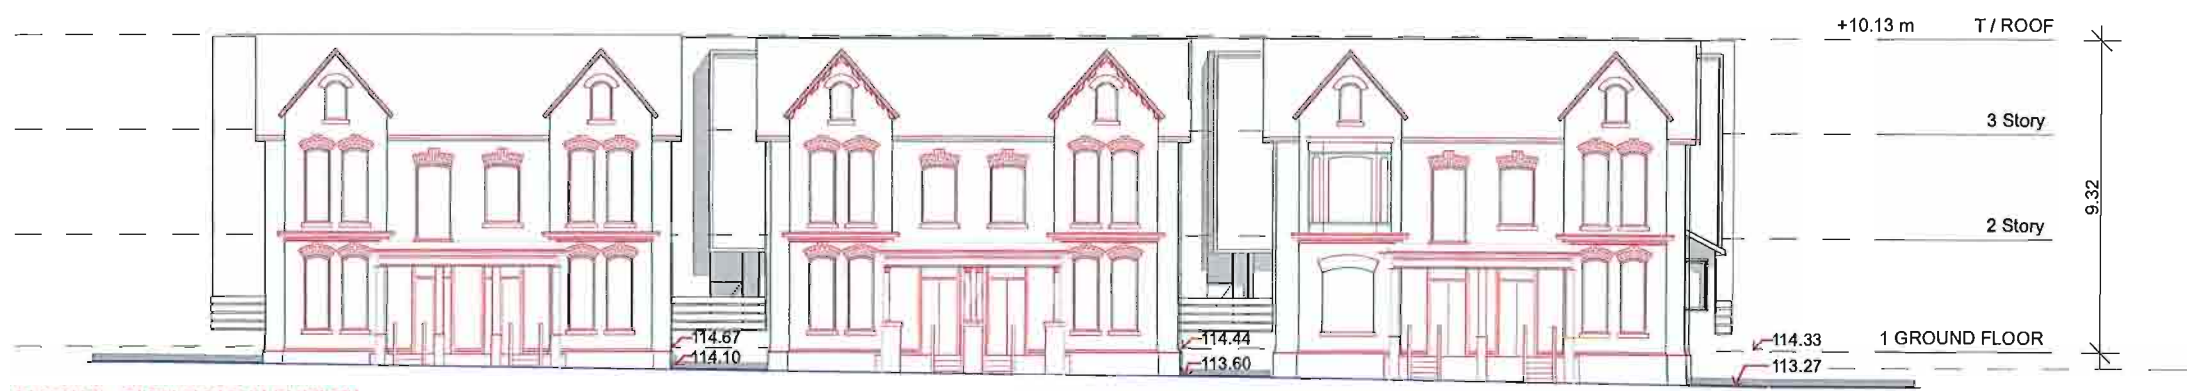 +10.13 m T / ROOF
3 Story
9.32
2 Story
114.67
114.10
114.44
113.60
114.33 1 GROUND FLOOR
113.27